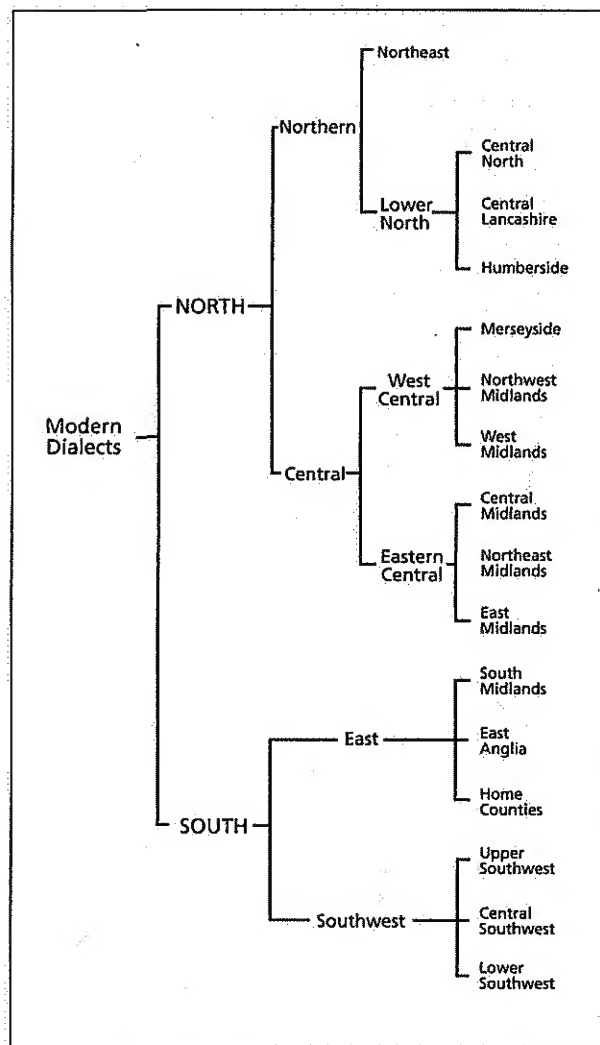 Northeast
Northern
Central
North
Lower
North
Central
Lancashire
Humberside
NORTH
Merseyside
West
Central
Northwest
Midlands
West
Midlands
Modern
Dialects
Central
Central
Midlands
Eastern
Central
Northeast
Midlands
East
Midlands
South
Midlands
East
East
Anglia
Home
Counties
SOUTH
Upper
Southwest
Southwest
Central
Southwest
Lower
Southwest